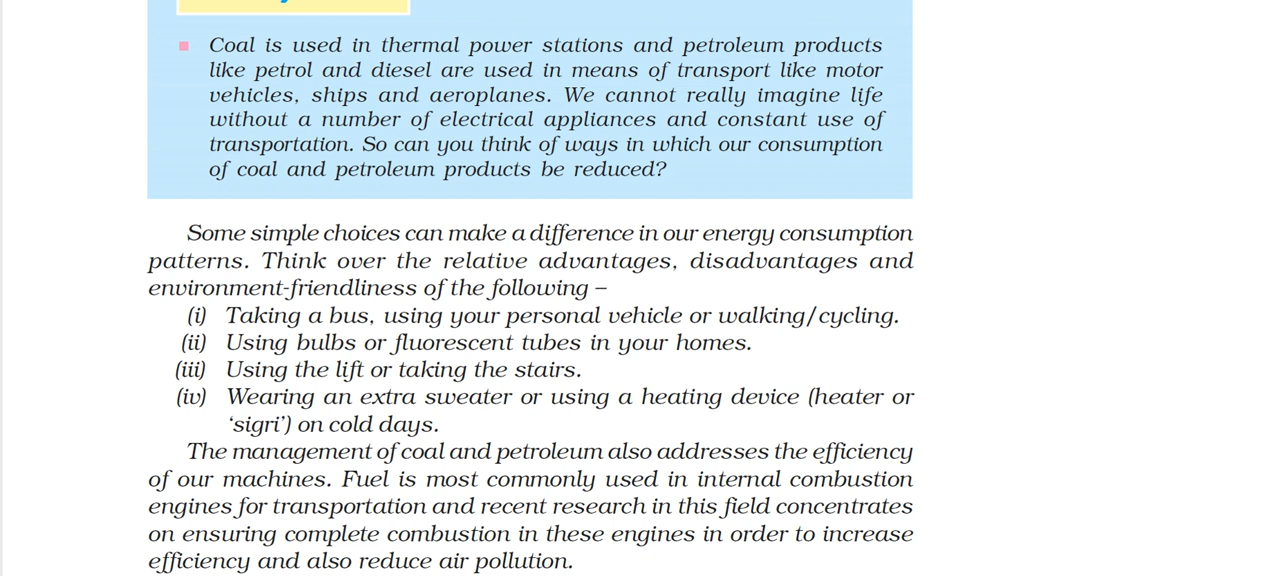 Coal is used in thermal power stations and petroleum products
like petrol and diesel are used in means of transport like motor
vehicles, ships and aeroplanes. We cannot really imagine life
without a number of electrical appliances and constant use of
transportation. So can you think of ways in which our consumption
of coal and petroleum products be reduced?
Some simple choices can make a difference in our energy consumption
patterns. Think over the relative advantages, disadvantages and
environment-friendliness of the following –
(i) Taking a bus, using your personal vehicle or walking/cycling.
(ii) Using bulbs or fluorescent tubes in your homes.
(iii) Using the lift or taking the stairs.
(iv) Wearing an extra sweater or using a heating device (heater or
‘sigri’) on cold days.
The management of coal and petroleum also addresses the efficiency
of our machines. Fuel is most commonly used in internal combustion
engines for transportation and recent research in this field concentrates
on ensuring complete combustion in these engines in order to increase
efficiency and also reduce air pollution.